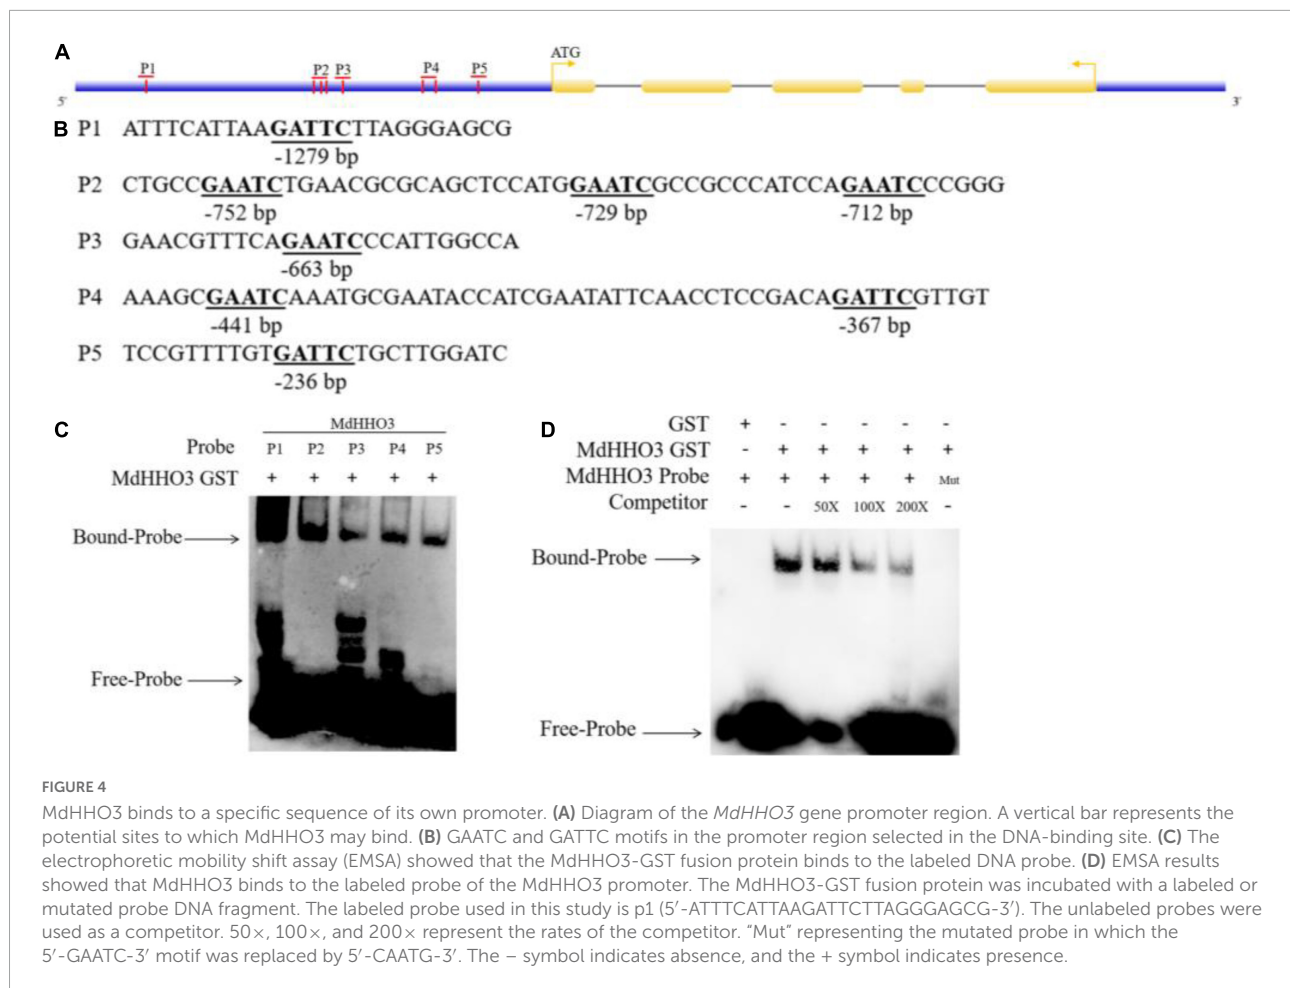 A
P1 P2 P3 P4 P5 ATG
5′ 3′
B P1 ATTTCATTAAGATTCTTAGGGAGCG
-1279 bp
P2 CTGCCGAATCTGAACGCGCAGCTCCATGGAATCGCCGCCCATCCAGAATCCCGGG
-752 bp -729 bp -712 bp
P3 GAACGTTTCAGAATCCCATTGGCCA
-663 bp
P4 AAAGCGAATCAAATGCGAATACCATCGAATATTCAACCTCCGACAGATTCGTTGT
-441 bp -367 bp
P5 TCCGTTTTGTGATTCTGCTTGGATC
-236 bp
C MdHHO3
Probe P1 P2 P3 P4 P5
MdHHO3 GST + + + + +
Bound-Probe
Free-Probe
D GST + - - - - -
MdHHO3 GST - + + + + +
MdHHO3 Probe + + + + + Mut
Competitor - - 50X 100X 200X -
Bound-Probe
Free-Probe
FIGURE 4
MdHHO3 binds to a specific sequence of its own promoter. (A) Diagram of the MdHHO3 gene promoter region. A vertical bar represents the
potential sites to which MdHHO3 may bind. (B) GAATC and GATTC motifs in the promoter region selected in the DNA-binding site. (C) The
electrophoretic mobility shift assay (EMSA) showed that the MdHHO3-GST fusion protein binds to the labeled DNA probe. (D) EMSA results
showed that MdHHO3 binds to the labeled probe of the MdHHO3 promoter. The MdHHO3-GST fusion protein was incubated with a labeled or
mutated probe DNA fragment. The labeled probe used in this study is p1 (5′-ATTTCATTAAGATTCTTAGGGAGCG-3′). The unlabeled probes were
used as a competitor. 50×, 100×, and 200× represent the rates of the competitor. “Mut” representing the mutated probe in which the
5′-GAATC-3′ motif was replaced by 5′-CAATG-3′. The – symbol indicates absence, and the + symbol indicates presence.